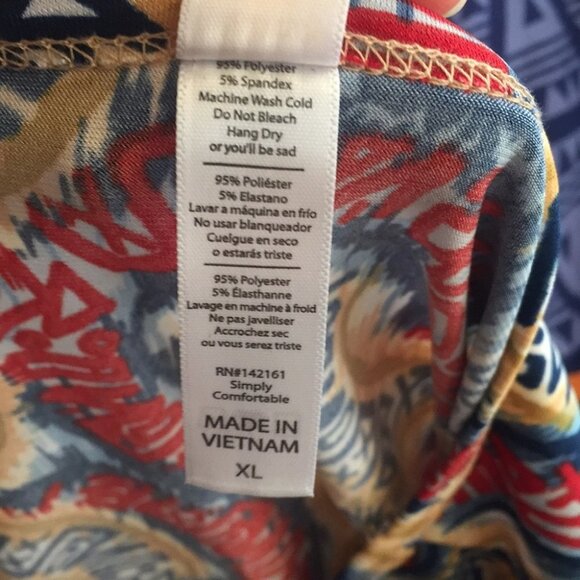 95% Polyester
5% Spandex
Machine Wash Cold
Do Not Bleach
Hang Dry
or you'll be sad
95% Poliéster
5% Elastano
Lavar a máquina en frío
No usar blanqueador
Cuelgue en seco
o estarás triste
95% Polyester
5% Élasthanne
Lavage en machine à froid
Ne pas javelliser
Accrochez sec
ou vous serez triste
RN#142161
Simply
Comfortable
MADE IN
VIETNAM
XL